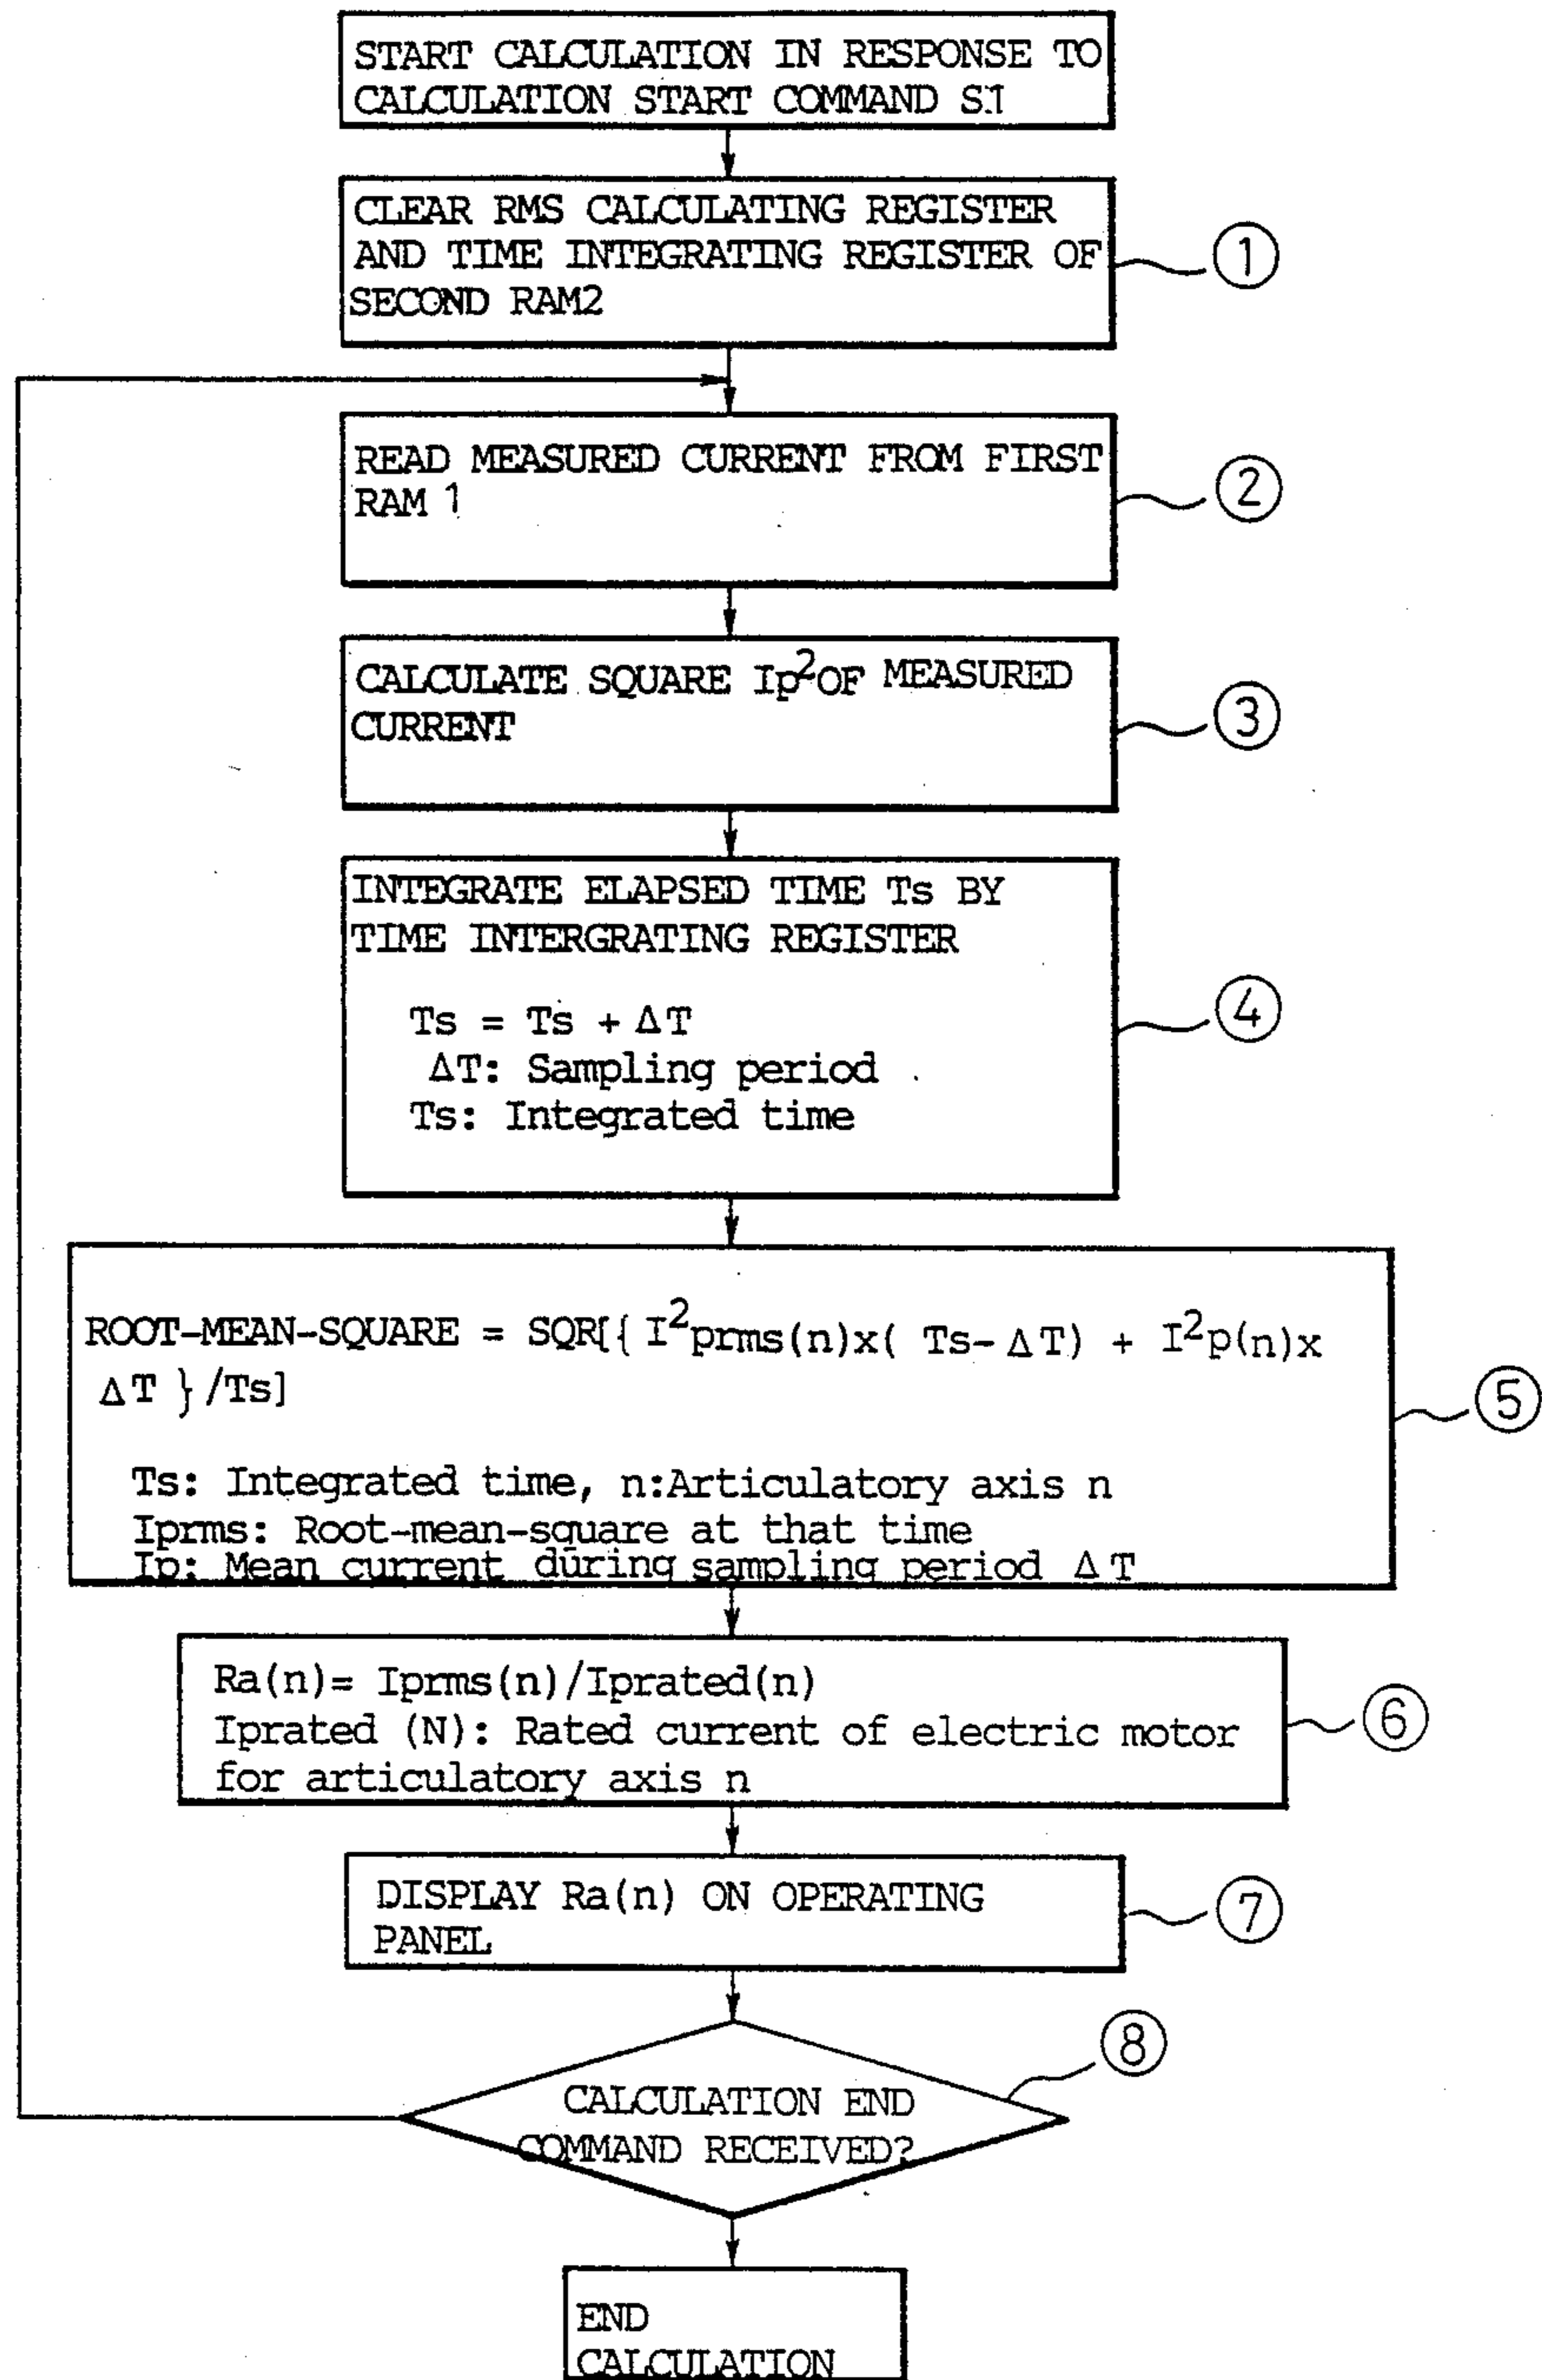 START CALCULATION IN RESPONSE TO
CALCULATION START COMMAND S1
CLEAR RMS CALCULATING REGISTER
AND TIME INTEGRATING REGISTER OF
SECOND RAM2
①
READ MEASURED CURRENT FROM FIRST
RAM 1
②
CALCULATE SQUARE Ip² OF MEASURED
CURRENT
③
INTEGRATE ELAPSED TIME Ts BY
TIME INTERGRATING REGISTER
Ts = Ts + ΔT
ΔT: Sampling period
Ts: Integrated time
④
ROOT-MEAN-SQUARE = SQR[{ I²prms(n)x( Ts-ΔT) + I²p(n)x
ΔT }/Ts]
Ts: Integrated time, n:Articulatory axis n
Iprms: Root-mean-square at that time
Ip: Mean current during sampling period ΔT
⑤
Ra(n)= Iprms(n)/Iprated(n)
Iprated (N): Rated current of electric motor
for articulatory axis n
⑥
DISPLAY Ra(n) ON OPERATING
PANEL
⑦
⑧
CALCULATION END
COMMAND RECEIVED?
END
CALCULATION